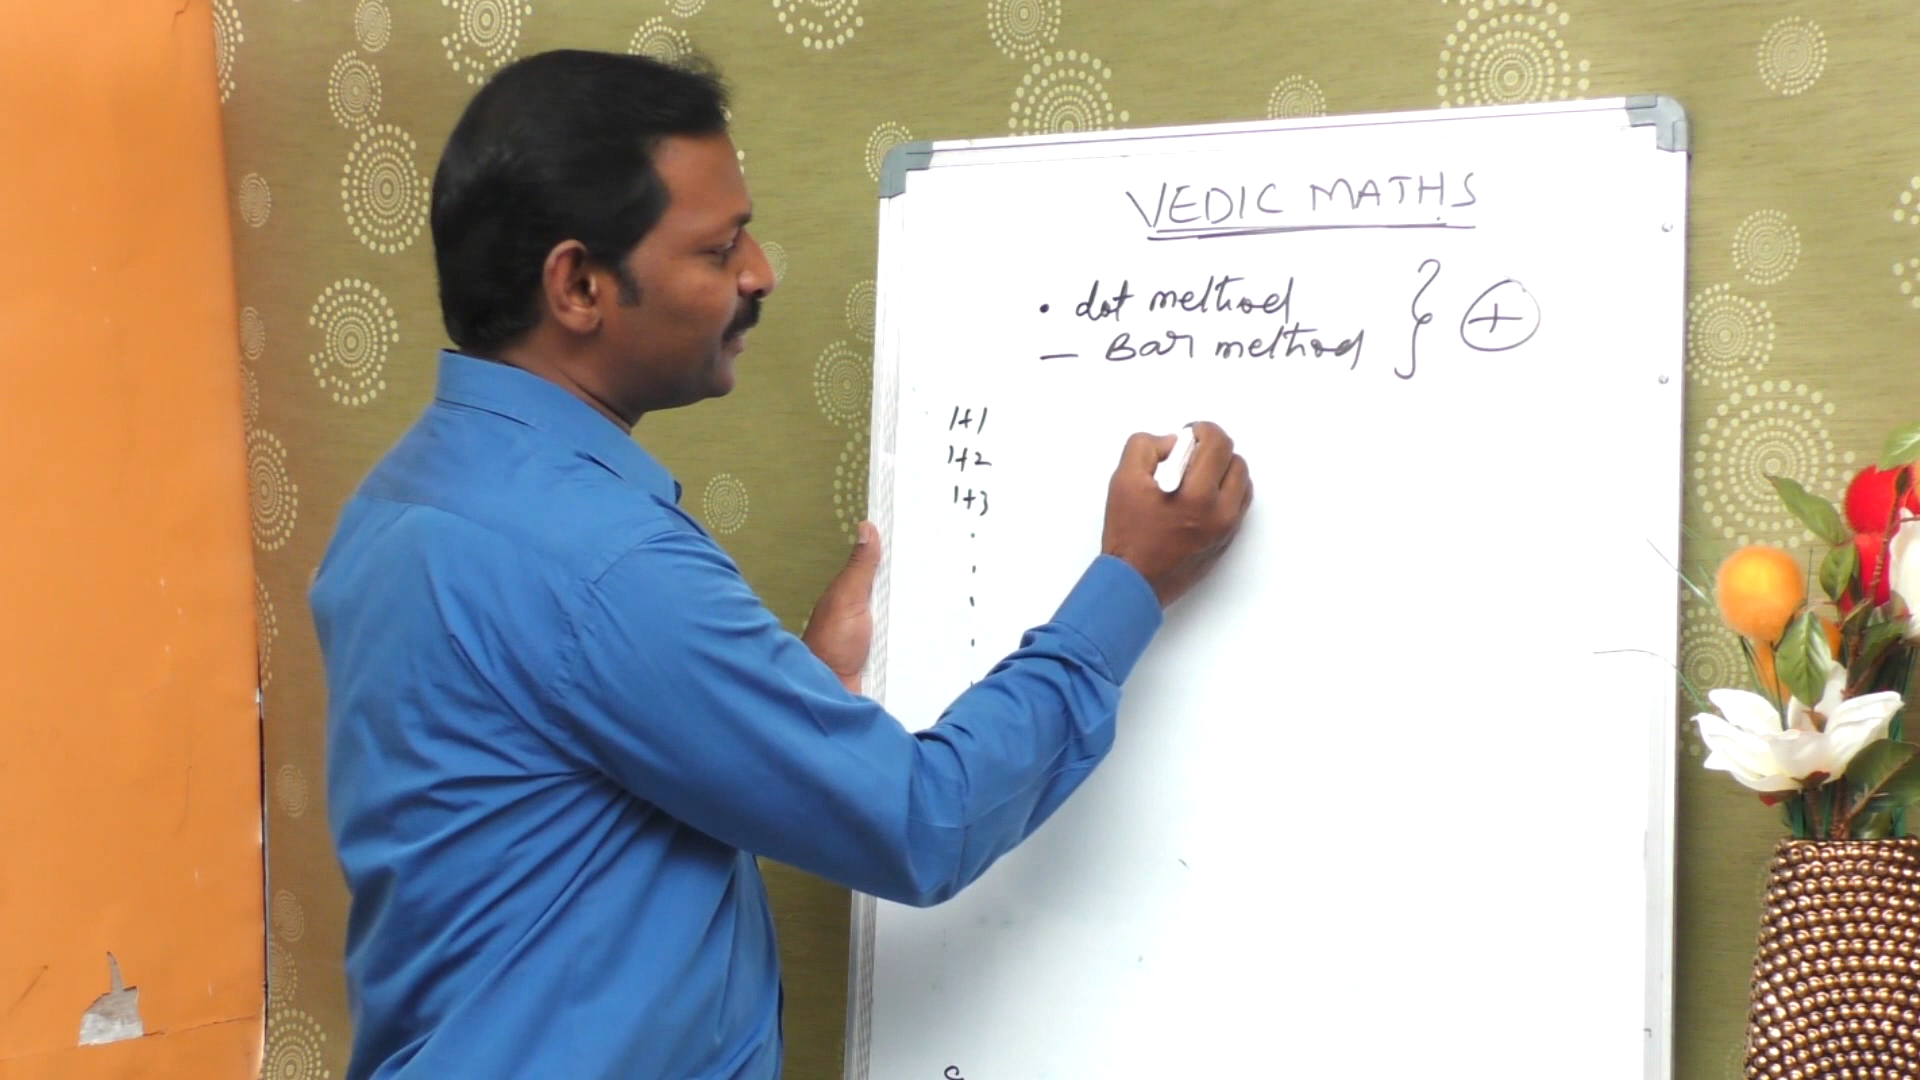 VEDIC MATHS
• dot method
— Bar method } +
1+1
1+2
1+3
.
.
.
.
.